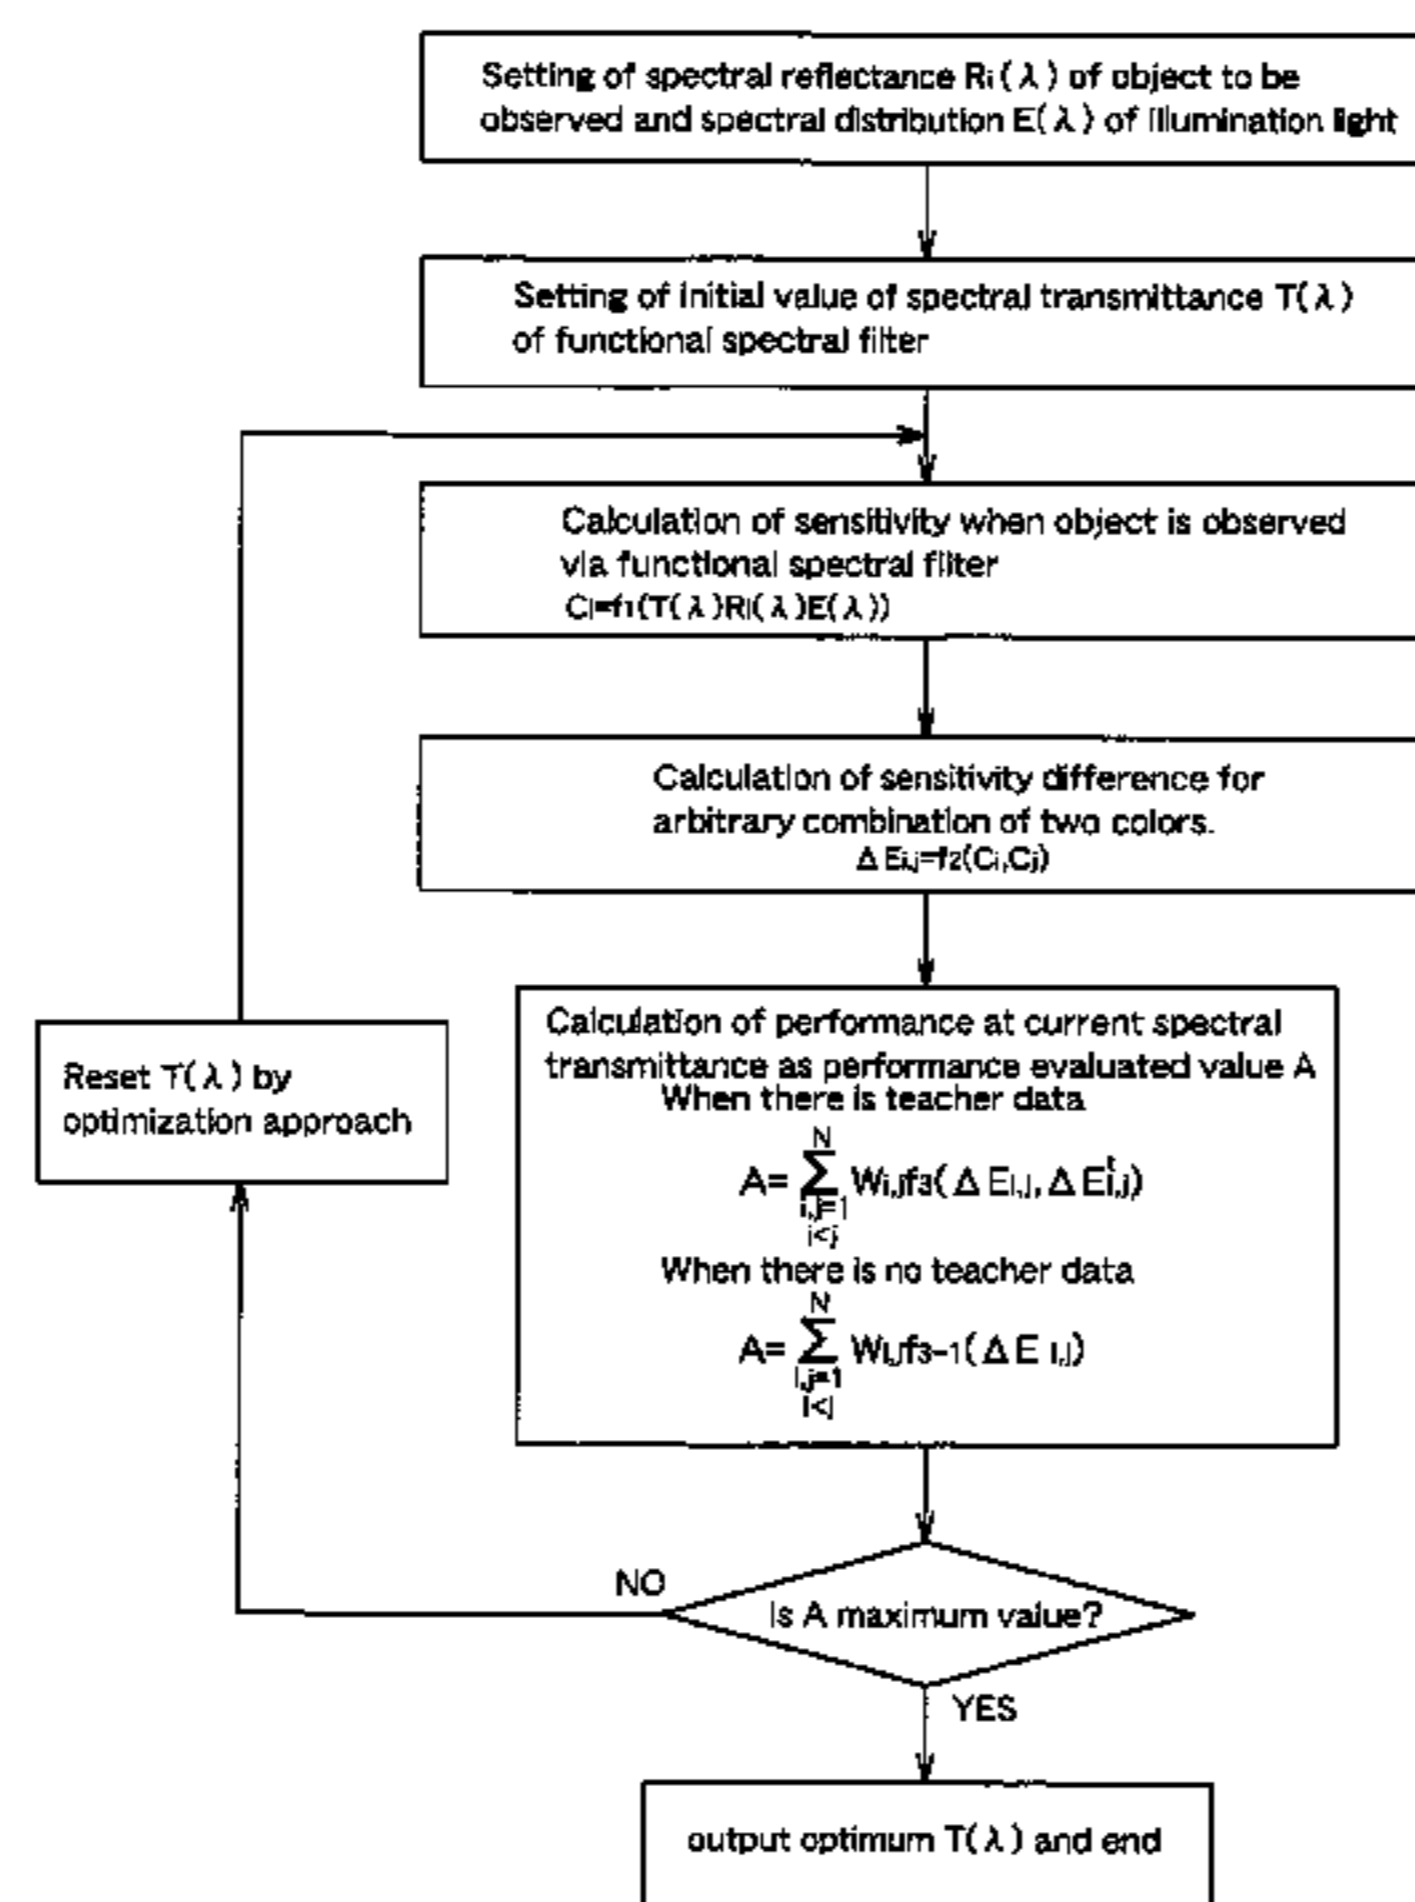 Setting of spectral reflectance Ri(λ) of object to be
observed and spectral distribution E(λ) of illumination light
Setting of initial value of spectral transmittance T(λ)
of functional spectral filter
Calculation of sensitivity when object is observed
via functional spectral filter
Ci=f1(T(λ)Ri(λ)E(λ))
Calculation of sensitivity difference for
arbitrary combination of two colors.
ΔEi,j=f2(Ci,Cj)
Calculation of performance at current spectral
transmittance as performance evaluated value A
When there is teacher data
N
A=∑Wi,jf3(ΔEi,j,ΔEᵗi,j)
i,j=1
i<j
When there is no teacher data
N
A=∑Wi,jf3-1(ΔE i,j)
i,j=1
i<j
Reset T(λ) by
optimization approach
NO
Is A maximum value?
YES
output optimum T(λ) and end